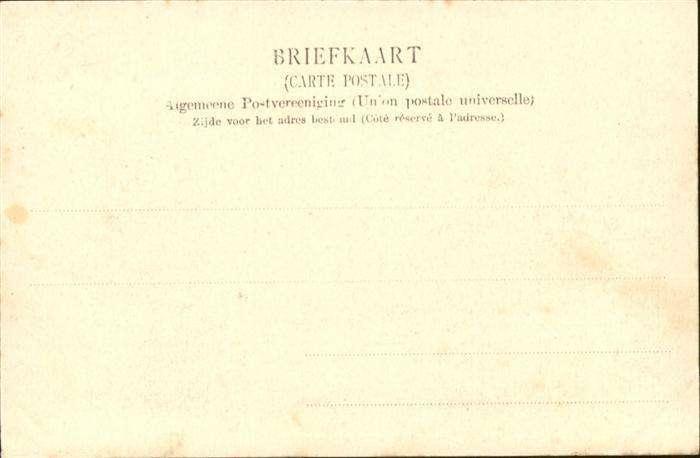 BRIEFKAART
(CARTE POSTALE)
Algemeene Postvereeniging (Union postale universelle)
Zijde voor het adres bestemd (Côté réservé à l'adresse.)